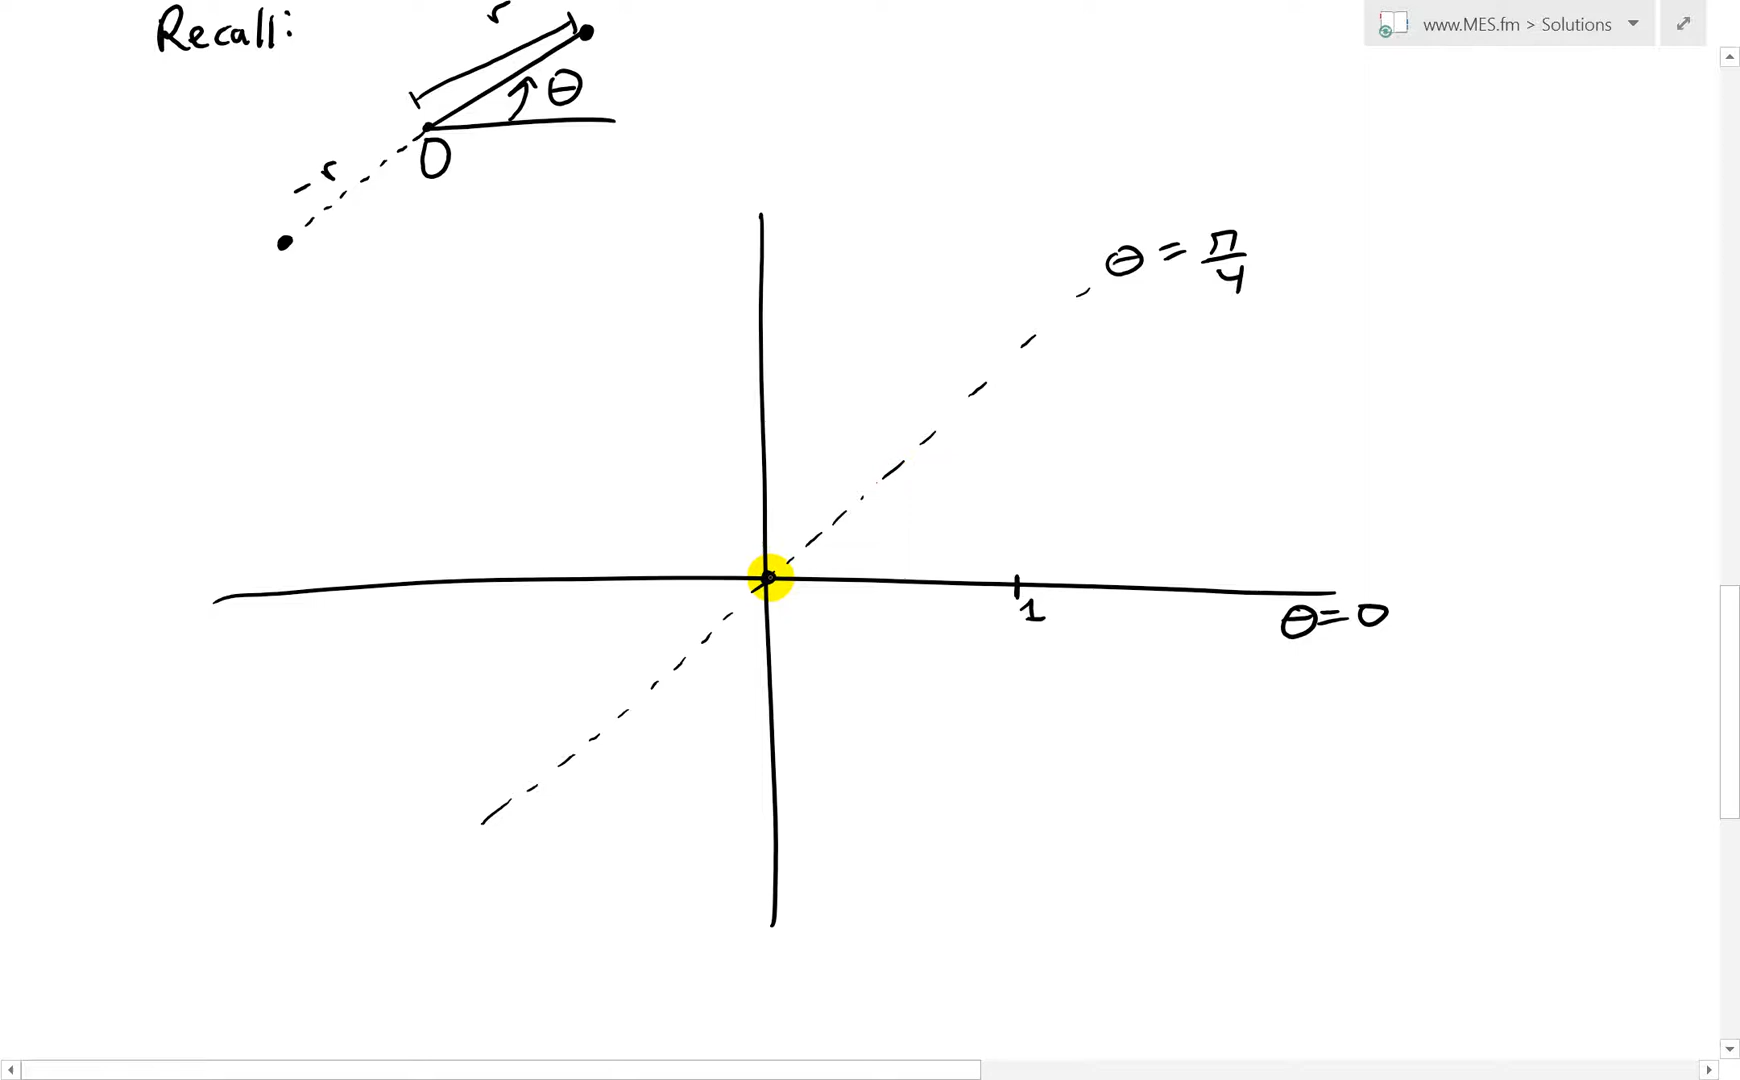 www.MES.fm > Solutions
Recall:
r
θ
O
-r
θ = π/4
1
θ = 0